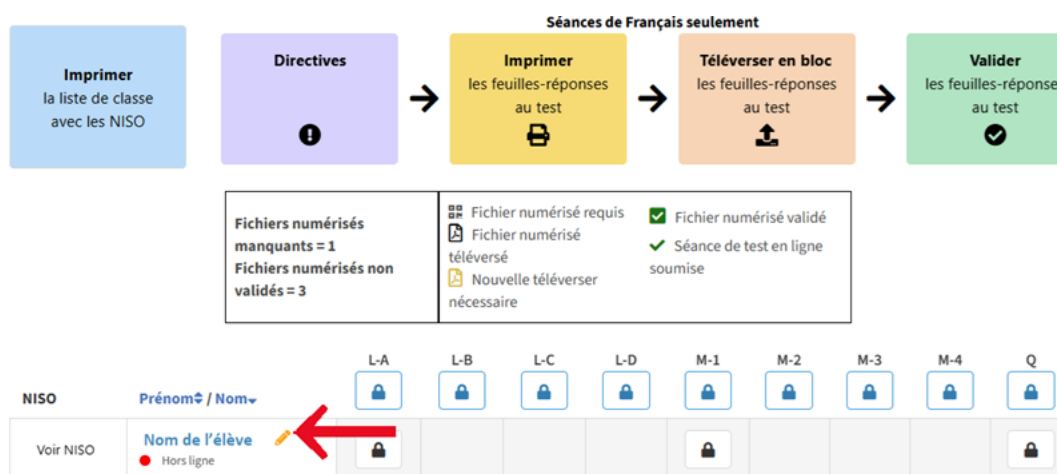 Séances de Français seulement
Imprimer
la liste de classe
avec les NISO
Directives
Imprimer
les feuilles-réponses
au test
Téléverser en bloc
les feuilles-réponses
au test
Valider
les feuilles-réponse
au test
Fichiers numérisés
manquants = 1
Fichiers numérisés non
validés = 3
Fichier numérisé requis
Fichier numérisé
téléversé
Nouvelle téléverser
nécessaire
Fichier numérisé validé
Séance de test en ligne
soumise
L-A L-B L-C L-D M-1 M-2 M-3 M-4 Q
NISO Prénom / Nom
Voir NISO Nom de l'élève
Hors ligne